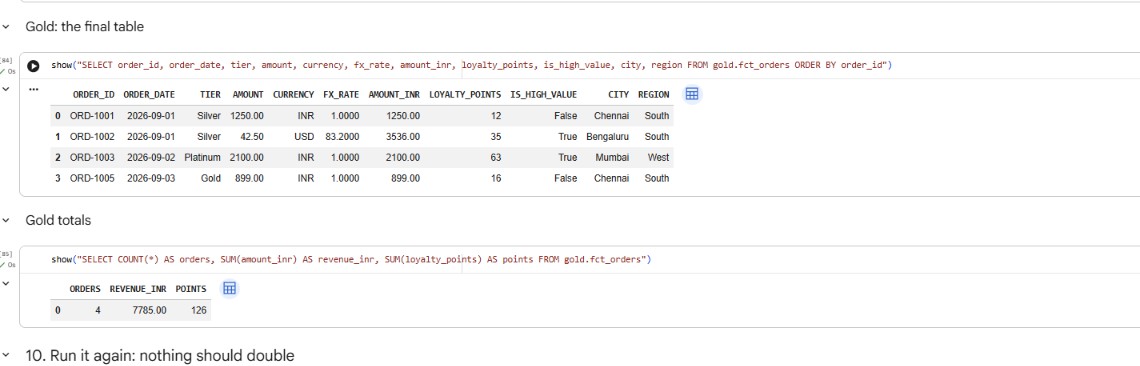 Gold: the final table
[84]
show("SELECT order_id, order_date, tier, amount, currency, fx_rate, amount_inr, loyalty_points, is_high_value, city, region FROM gold.fct_orders ORDER BY order_id")
✓ 0s
...
ORDER_ID ORDER_DATE TIER AMOUNT CURRENCY FX_RATE AMOUNT_INR LOYALTY_POINTS IS_HIGH_VALUE CITY REGION
0 ORD-1001 2026-09-01 Silver 1250.00 INR 1.0000 1250.00 12 False Chennai South
1 ORD-1002 2026-09-01 Silver 42.50 USD 83.2000 3536.00 35 True Bengaluru South
2 ORD-1003 2026-09-02 Platinum 2100.00 INR 1.0000 2100.00 63 True Mumbai West
3 ORD-1005 2026-09-03 Gold 899.00 INR 1.0000 899.00 16 False Chennai South
Gold totals
[85]
show("SELECT COUNT(*) AS orders, SUM(amount_inr) AS revenue_inr, SUM(loyalty_points) AS points FROM gold.fct_orders")
✓ 0s
ORDERS REVENUE_INR POINTS
0 4 7785.00 126
10. Run it again: nothing should double